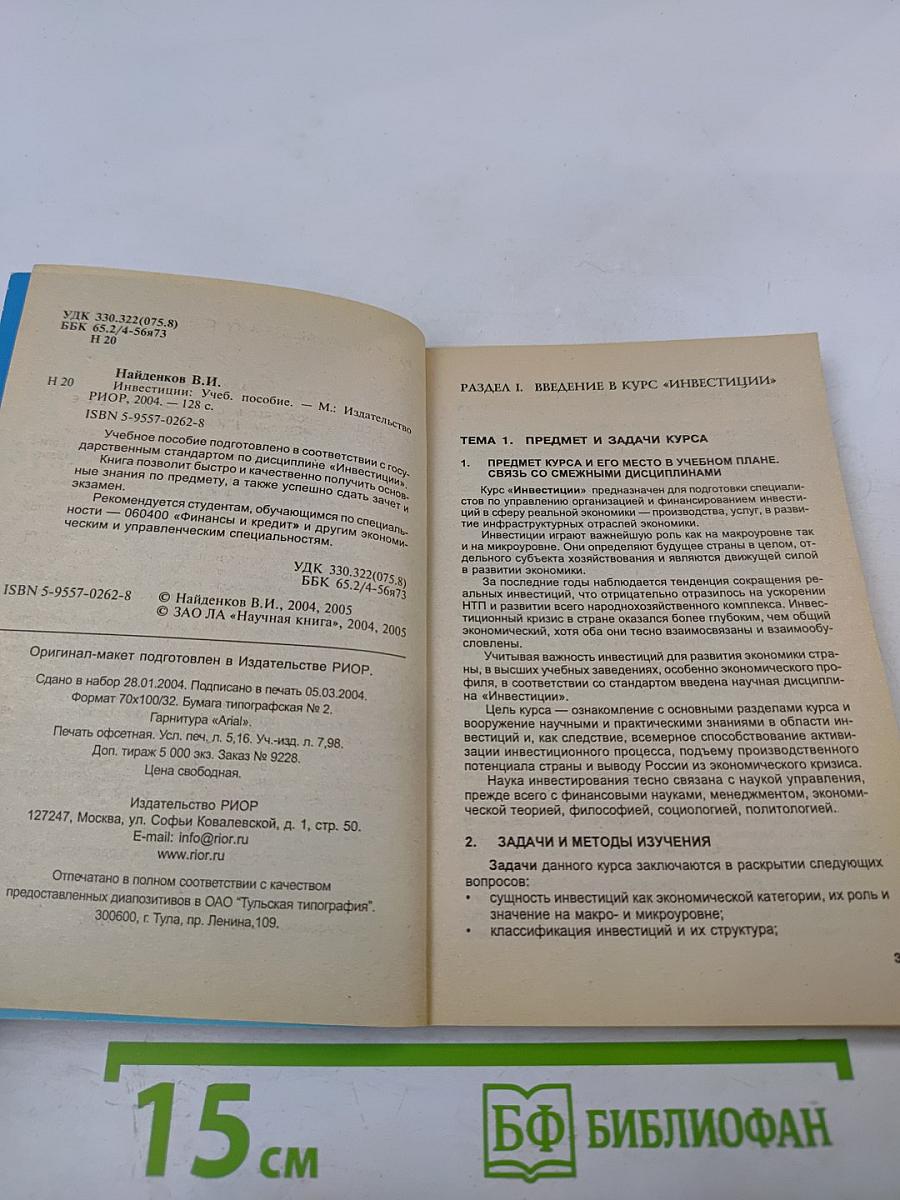 УДК 330.322(075.8)
ББК 65.2/4-56я73
Н 20
Найденков В.И.
Н 20 Инвестиции: Учеб. пособие. — М.: Издательство
РИОР, 2004. — 128 с.
ISBN 5-9557-0262-8
Учебное пособие подготовлено в соответствии с госу-
дарственным стандартом по дисциплине «Инвестиции».
Книга позволит быстро и качественно получить основ-
ные знания по предмету, а также успешно сдать зачет и
экзамен.
Рекомендуется студентам, обучающимся по специаль-
ности — 060400 «Финансы и кредит» и другим экономи-
ческим и управленческим специальностям.
УДК 330.322(075.8)
ББК 65.2/4-56я73
ISBN 5-9557-0262-8
© Найденков В.И., 2004, 2005
© ЗАО ЛА «Научная книга», 2004, 2005
Оригинал-макет подготовлен в Издательстве РИОР.
Сдано в набор 28.01.2004. Подписано в печать 05.03.2004.
Формат 70х100/32. Бумага типографская № 2.
Гарнитура «Arial».
Печать офсетная. Усл. печ. л. 5,16. Уч.-изд. л. 7,98.
Доп. тираж 5 000 экз. Заказ № 9228.
Цена свободная.
Издательство РИОР
127247, Москва, ул. Софьи Ковалевской, д. 1, стр. 50.
E-mail: info@rior.ru
www.rior.ru
Отпечатано в полном соответствии с качеством
предоставленных диапозитивов в ОАО "Тульская типография".
300600, г. Тула, пр. Ленина,109.
РАЗДЕЛ I. ВВЕДЕНИЕ В КУРС «ИНВЕСТИЦИИ»
ТЕМА 1. ПРЕДМЕТ И ЗАДАЧИ КУРСА
1. ПРЕДМЕТ КУРСА И ЕГО МЕСТО В УЧЕБНОМ ПЛАНЕ.
СВЯЗЬ СО СМЕЖНЫМИ ДИСЦИПЛИНАМИ
Курс «Инвестиции» предназначен для подготовки специали-
стов по управлению организацией и финансированием инвести-
ций в сферу реальной экономики — производства, услуг, в разви-
тие инфраструктурных отраслей экономики.
Инвестиции играют важнейшую роль как на макроуровне так
и на микроуровне. Они определяют будущее страны в целом, от-
дельного субъекта хозяйствования и являются движущей силой
в развитии экономики.
За последние годы наблюдается тенденция сокращения ре-
альных инвестиций, что отрицательно отразилось на ускорении
НТП и развитии всего народнохозяйственного комплекса. Инвес-
тиционный кризис в стране оказался более глубоким, чем общий
экономический, хотя оба они тесно взаимосвязаны и взаимообу-
словлены.
Учитывая важность инвестиций для развития экономики стра-
ны, в высших учебных заведениях, особенно экономического про-
филя, в соответствии со стандартом введена научная дисципли-
на «Инвестиции».
Цель курса — ознакомление с основными разделами курса и
вооружение научными и практическими знаниями в области ин-
вестиций и, как следствие, всемерное способствование активи-
зации инвестиционного процесса, подъему производственного
потенциала страны и выводу России из экономического кризиса.
Наука инвестирования тесно связана с наукой управления,
прежде всего с финансовыми науками, менеджментом, экономи-
ческой теорией, философией, социологией, политологией.
2. ЗАДАЧИ И МЕТОДЫ ИЗУЧЕНИЯ
Задачи данного курса заключаются в раскрытии следующих
вопросов:
• сущность инвестиций как экономической категории, их роль и
значение на макро- и микроуровне;
• классификация инвестиций и их структура;
3
15 см
БФ БИБЛИОФАН